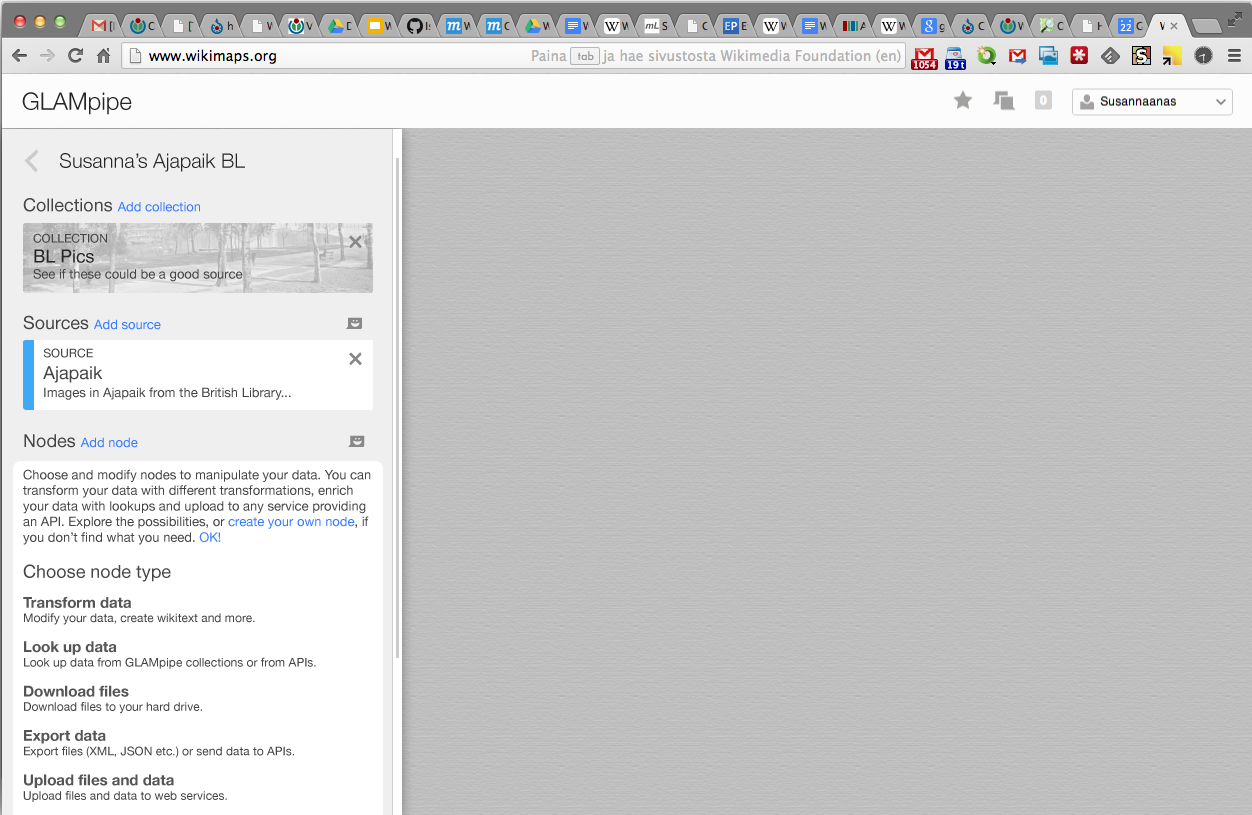 www.wikimaps.org
Paina tab ja hae sivustosta Wikimedia Foundation (en)
1054
19 t
GLAMpipe
0
Susannaanas
Susanna’s Ajapaik BL
Collections Add collection
COLLECTION
BL Pics
See if these could be a good source
Sources Add source
SOURCE
Ajapaik
Images in Ajapaik from the British Library...
Nodes Add node
Choose and modify nodes to manipulate your data. You can
transform your data with different transformations, enrich
your data with lookups and upload to any service providing
an API. Explore the possibilities, or create your own node, if
you don’t find what you need. OK!
Choose node type
Transform data
Modify your data, create wikitext and more.
Look up data
Look up data from GLAMpipe collections or from APIs.
Download files
Download files to your hard drive.
Export data
Export files (XML, JSON etc.) or send data to APIs.
Upload files and data
Upload files and data to web services.